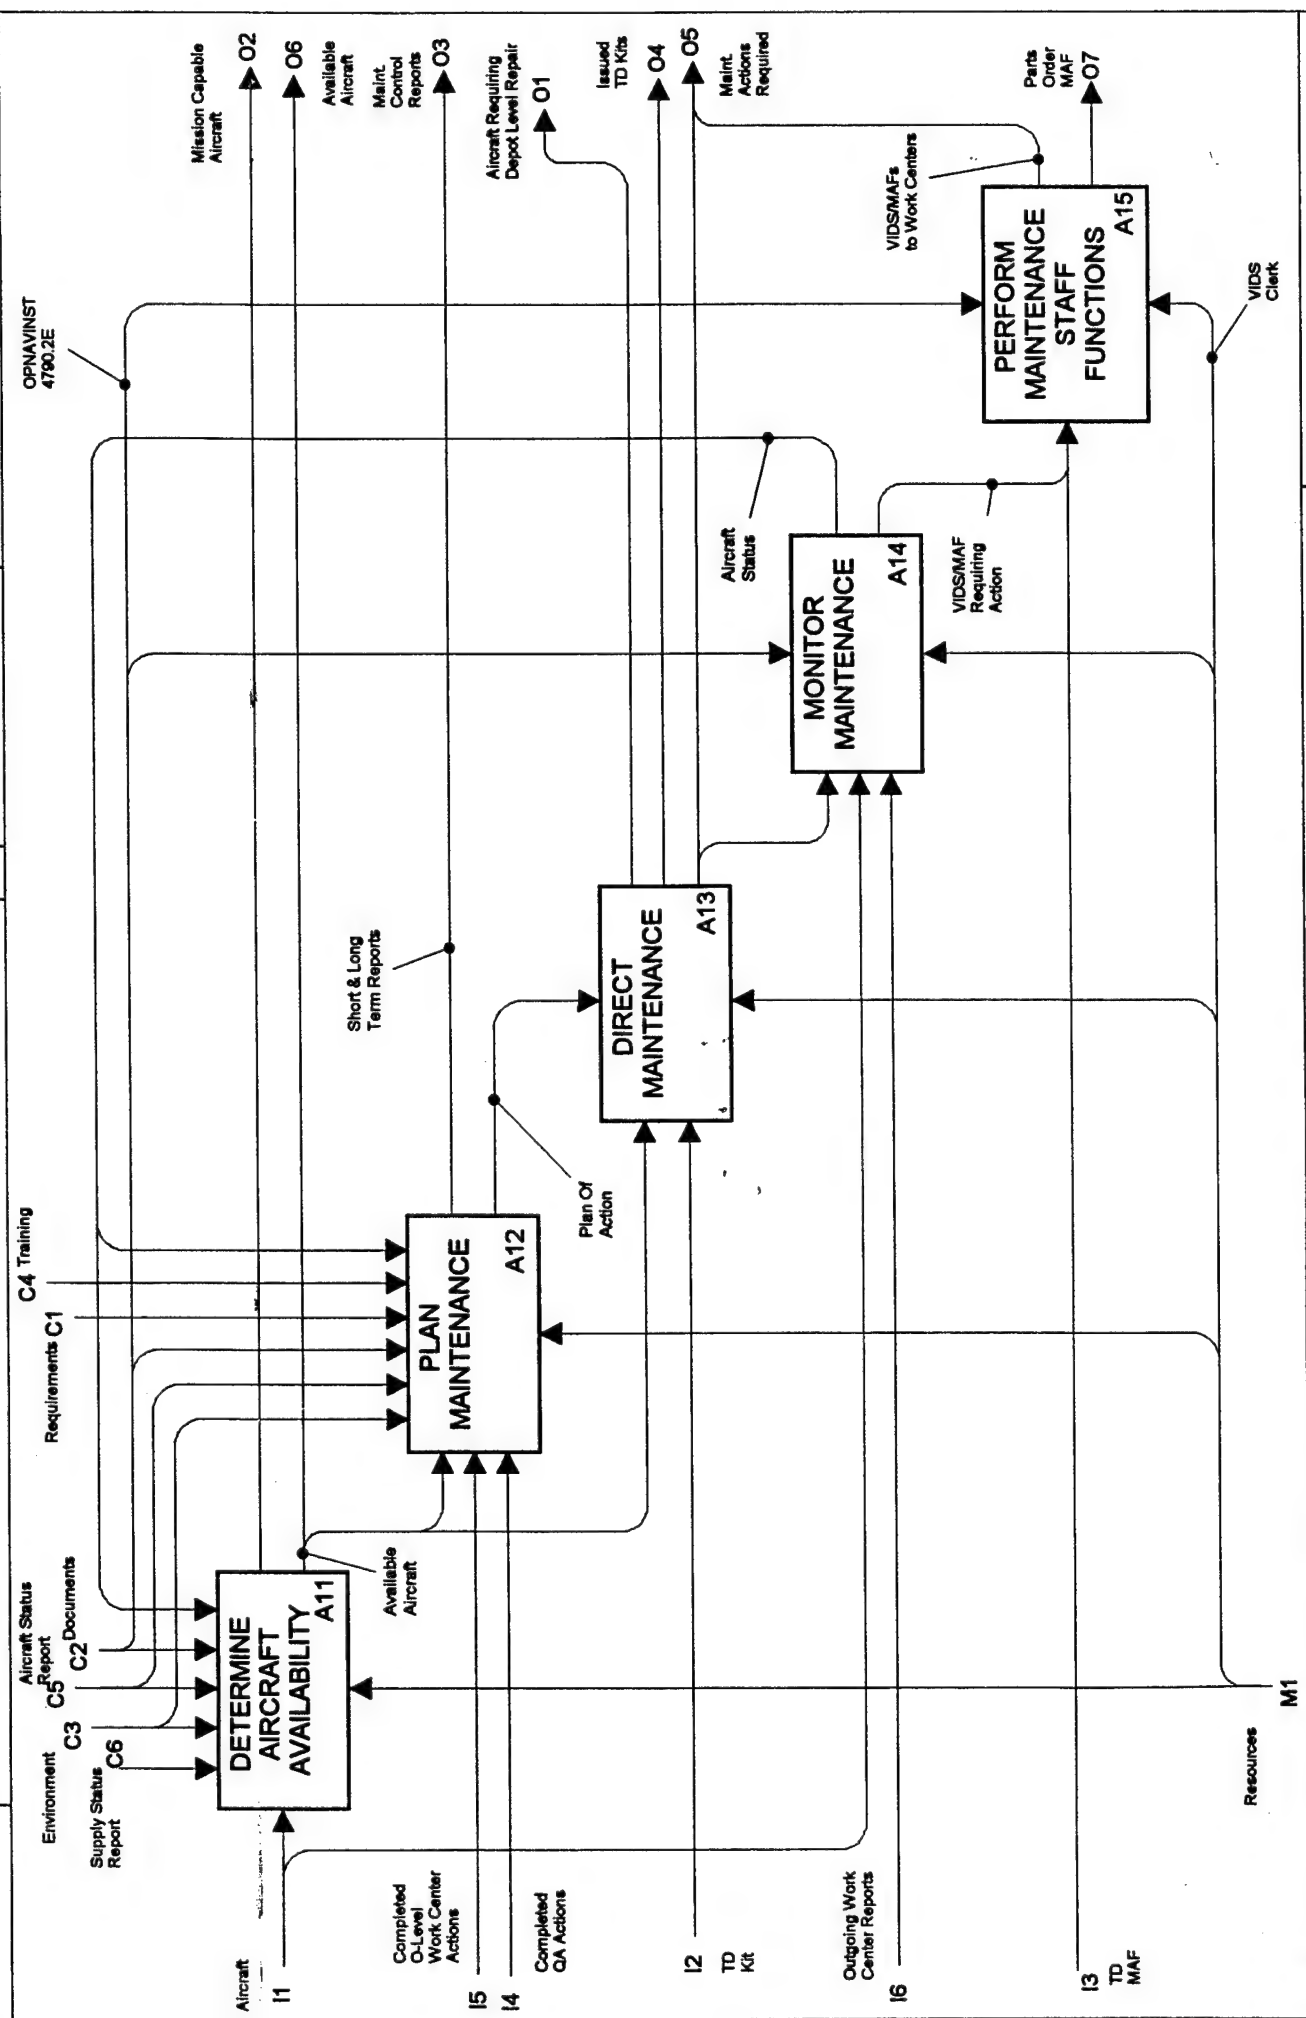 OPNAVINST
4790.2E
Mission Capable
Aircraft
O2
O6
Available
Aircraft
Maint.
Control
Reports
O3
Aircraft Requiring
Depot Level Repair
O1
Issued
TD Kits
O4
O5
Maint.
Actions
Required
Parts
Order
MAF
O7
C4 Training
Requirements C1
Aircraft Status
Report
C5
C2 Documents
Environment
C3
Supply Status
Report
C6
DETERMINE
AIRCRAFT
AVAILABILITY
A11
Available
Aircraft
PLAN
MAINTENANCE
A12
Short & Long
Term Reports
Plan Of
Action
DIRECT
MAINTENANCE
A13
MONITOR
MAINTENANCE
A14
Aircraft
Status
VIDS/MAF
Requiring
Action
VIDS/MAFs
to Work Centers
PERFORM
MAINTENANCE
STAFF
FUNCTIONS
A15
VIDS
Clerk
Aircraft
I1
Completed
O-Level
Work Center
Actions
I5
I4
Completed
QA Actions
I2
TD
Kit
Outgoing Work
Center Reports
I6
I3
TD
MAF
Resources
M1